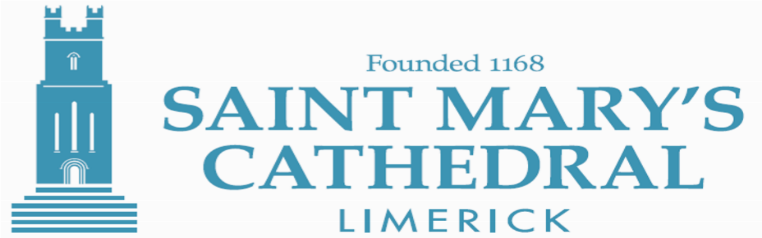 Founded 1168
SAINT MARY'S
CATHEDRAL
LIMERICK